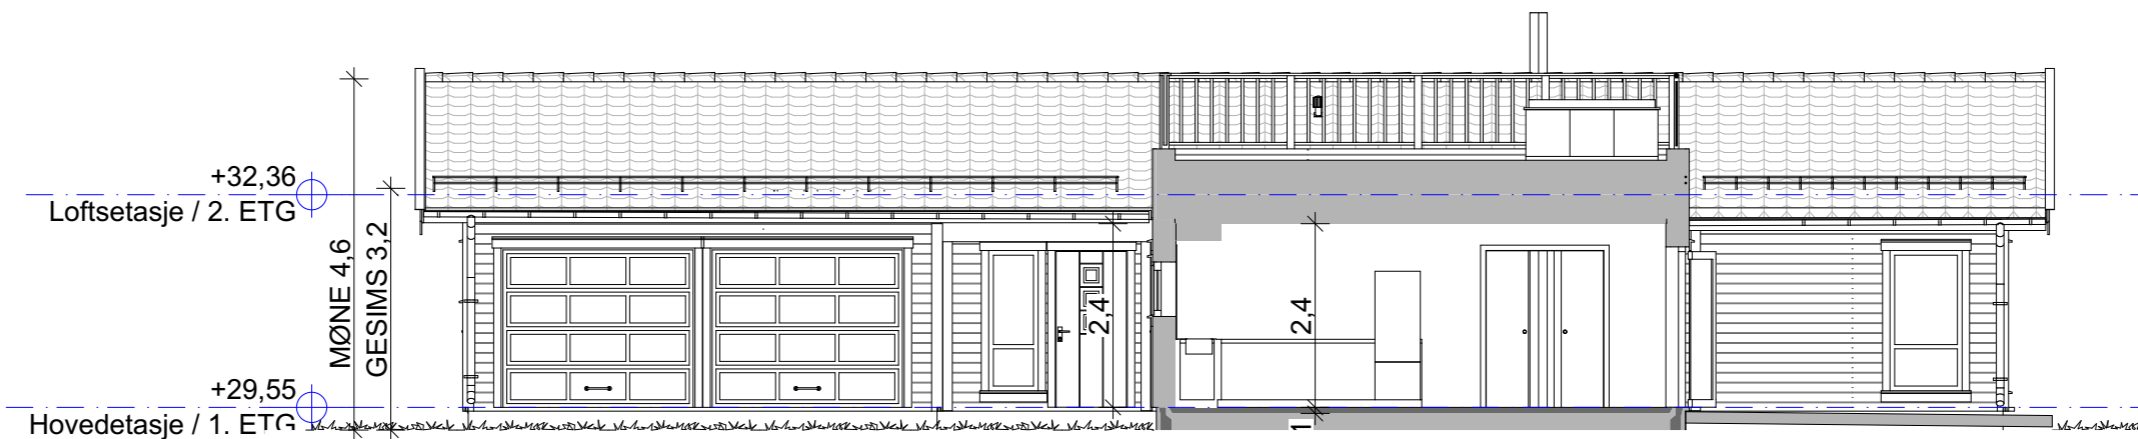 +32,36
Loftsetasje / 2. ETG
MØNE 4,6
GESIMS 3,2
2,4
2,4
+29,55
Hovedetasje / 1. ETG
1